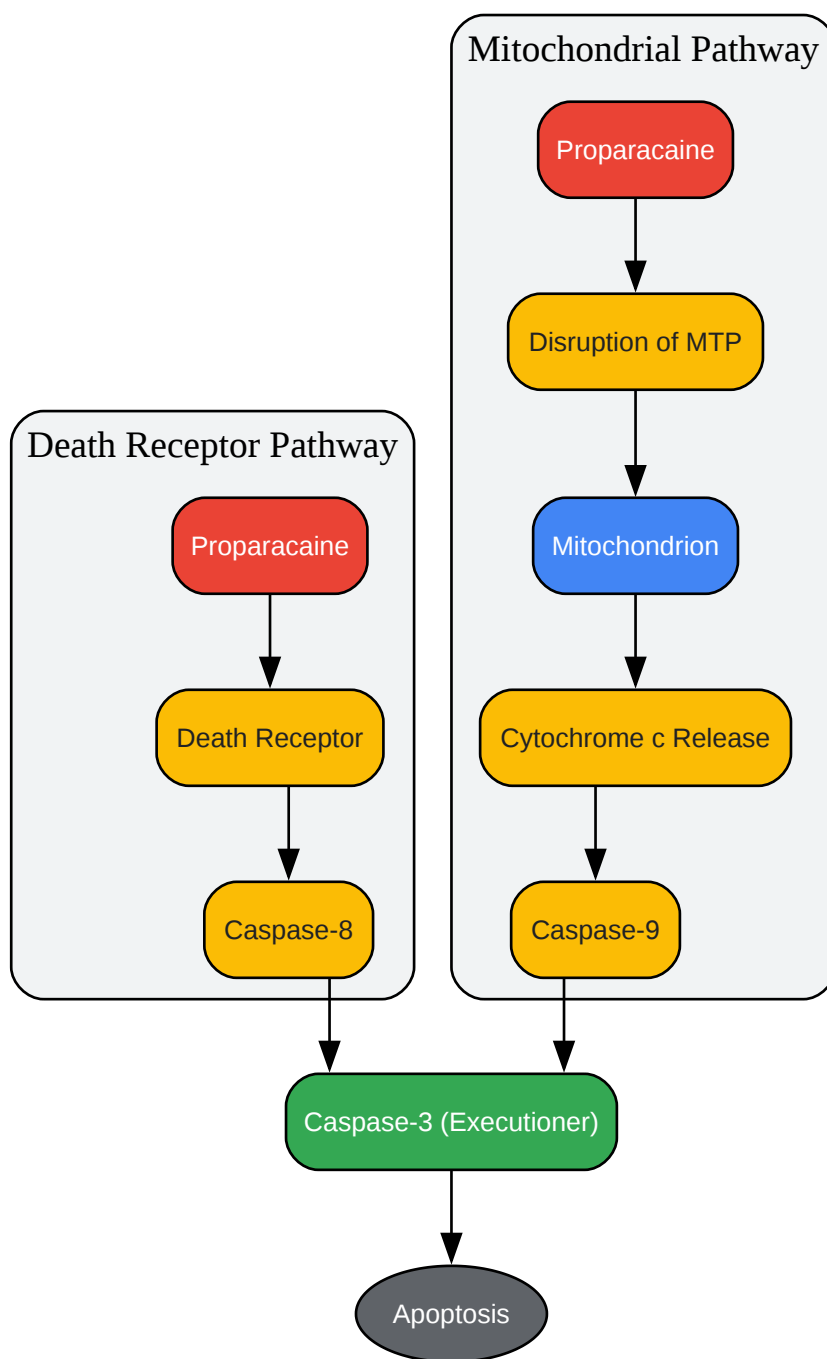 Mitochondrial Pathway
Proparacaine
Disruption of MTP
Mitochondrion
Cytochrome c Release
Caspase-9
Death Receptor Pathway
Proparacaine
Death Receptor
Caspase-8
Caspase-3 (Executioner)
Apoptosis